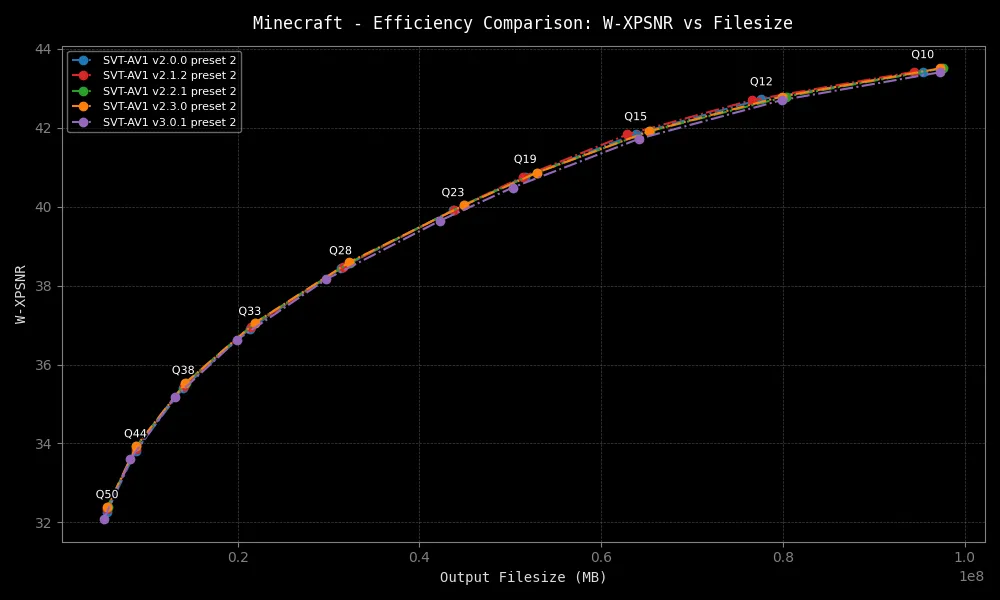 Minecraft - Efficiency Comparison: W-XPSNR vs Filesize
SVT-AV1 v2.0.0 preset 2
SVT-AV1 v2.1.2 preset 2
SVT-AV1 v2.2.1 preset 2
SVT-AV1 v2.3.0 preset 2
SVT-AV1 v3.0.1 preset 2
44
42
40
38
36
34
32
W-XPSNR
Q10
Q12
Q15
Q19
Q23
Q28
Q33
Q38
Q44
Q50
0.2
0.4
0.6
0.8
1.0
1e8
Output Filesize (MB)